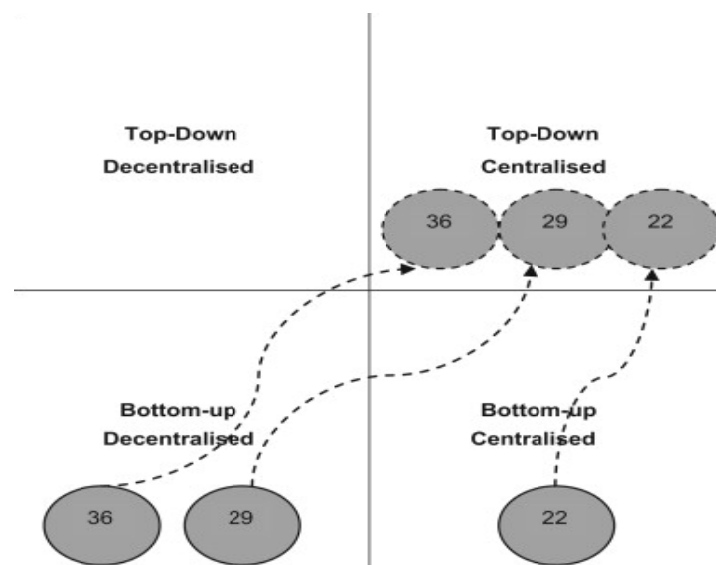 Top-Down
Decentralised
Top-Down
Centralised
36
29
22
Bottom-up
Decentralised
Bottom-up
Centralised
36
29
22